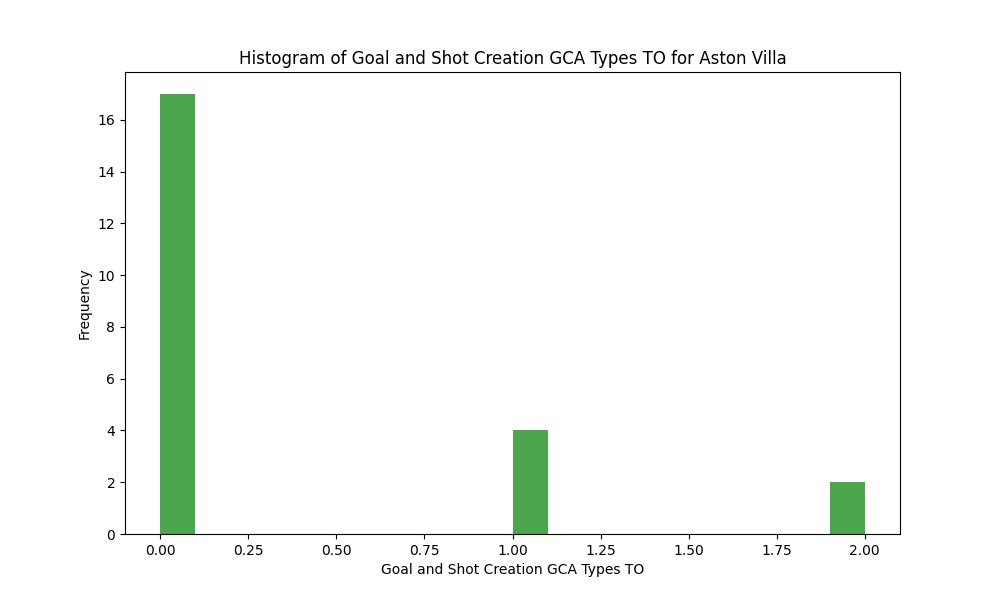 Histogram of Goal and Shot Creation GCA Types TO for Aston Villa
Frequency
16
14
12
10
8
6
4
2
0
0.00 0.25 0.50 0.75 1.00 1.25 1.50 1.75 2.00
Goal and Shot Creation GCA Types TO